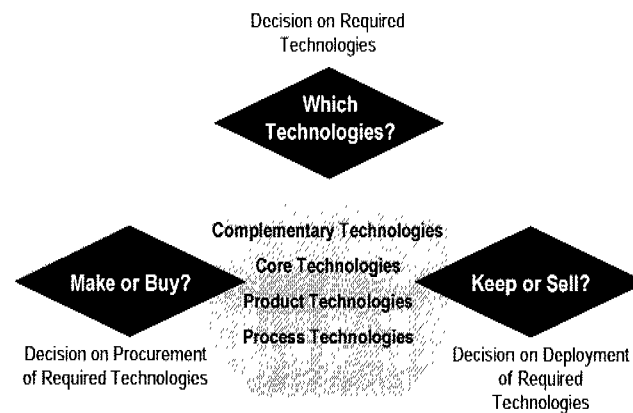 Decision on Required
Technologies
Which
Technologies?
Complementary Technologies
Core Technologies
Product Technologies
Process Technologies
Make or Buy?
Keep or Sell?
Decision on Procurement
of Required Technologies
Decision on Deployment
of Required
Technologies